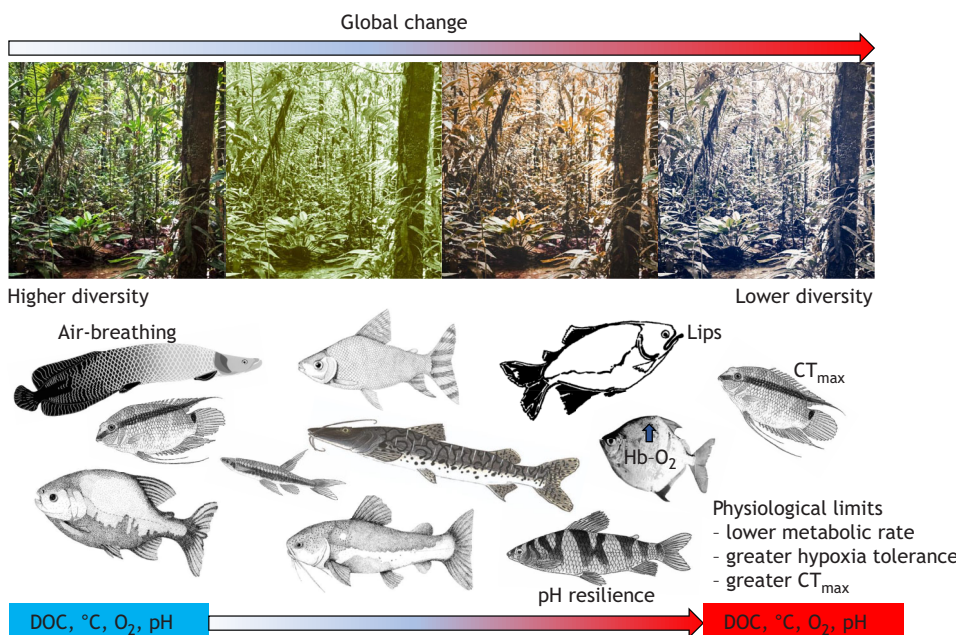 Global change
Higher diversity
Lower diversity
Air-breathing
Lips
CTmax
Hb–O2
Physiological limits
– lower metabolic rate
– greater hypoxia tolerance
– greater CTmax
pH resilience
DOC, °C, O2, pH
DOC, °C, O2, pH